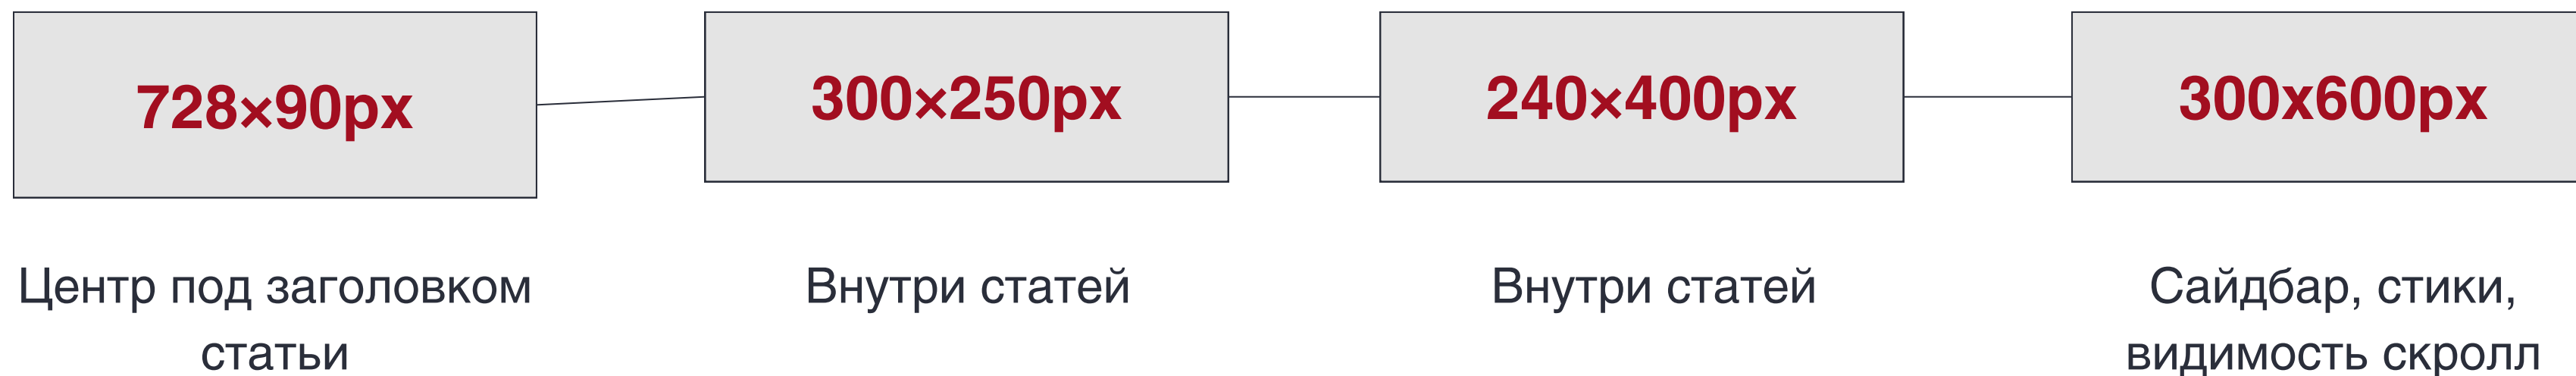 728×90px
300×250px
240×400px
300x600px
Центр под заголовком
статьи
Внутри статей
Внутри статей
Сайдбар, стики,
видимость скролл